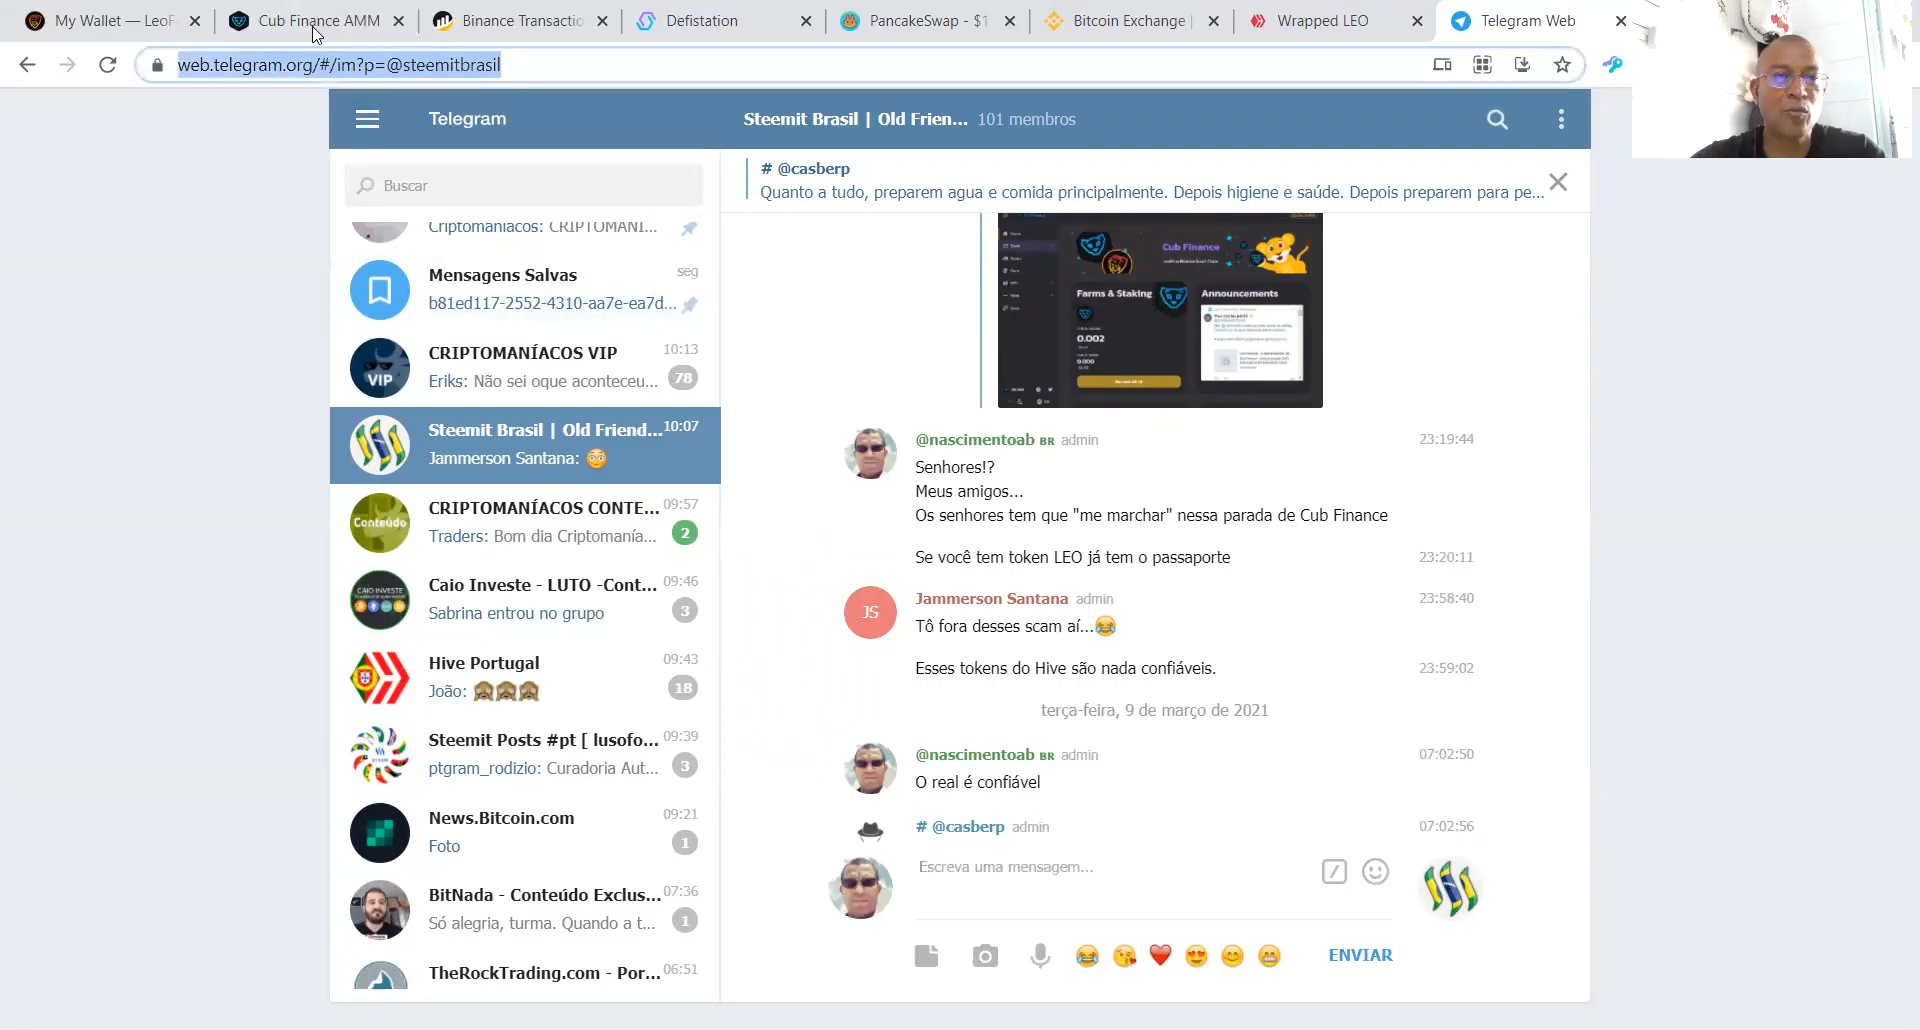 My Wallet — LeoF
Cub Finance AMM
Binance Transactio
Defistation
PancakeSwap - $1
Bitcoin Exchange |
Wrapped LEO
Telegram Web
web.telegram.org/#/im?p=@steemitbrasil
Telegram
Steemit Brasil | Old Frien... 101 membros
Buscar
Criptomaniacos: CRIPTOMANI...
Mensagens Salvas seg
b81ed117-2552-4310-aa7e-ea7d...
CRIPTOMANÍACOS VIP 10:13
VIP
Eriks: Não sei oque aconteceu... 78
Steemit Brasil | Old Friend... 10:07
Jammerson Santana: 😳
CRIPTOMANÍACOS CONTE... 09:57
Conteúdo
Traders: Bom dia Criptomanía... 2
Caio Investe - LUTO -Cont... 09:46
CAIO INVESTE
Sabrina entrou no grupo 3
Hive Portugal 09:43
João: 🙈🙈🙈 18
Steemit Posts #pt [ lusofo... 09:39
ptgram_rodizio: Curadoria Aut... 3
News.Bitcoin.com 09:21
Foto 1
BitNada - Conteúdo Exclus... 07:36
Só alegria, turma. Quando a t... 1
TheRockTrading.com - Por... 06:51
# @casberp
Quanto a tudo, preparem agua e comida principalmente. Depois higiene e saúde. Depois preparem para pe...
Cub Finance
Farms & Staking
Announcements
0.002
0.000
@nascimentoab BR admin 23:19:44
Senhores!?
Meus amigos...
Os senhores tem que "me marchar" nessa parada de Cub Finance
Se você tem token LEO já tem o passaporte 23:20:11
JS
Jammerson Santana admin 23:58:40
Tô fora desses scam aí...😂
Esses tokens do Hive são nada confiáveis. 23:59:02
terça-feira, 9 de março de 2021
@nascimentoab BR admin 07:02:50
O real é confiável
# @casberp admin 07:02:56
Escreva uma mensagem...
ENVIAR